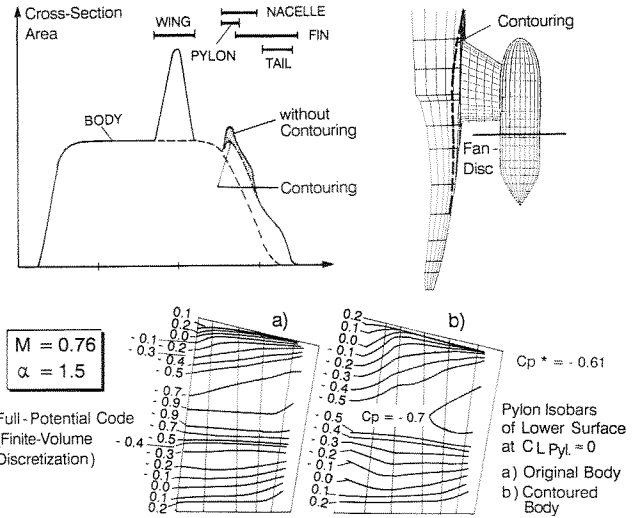 Cross-Section
Area
WING
NACELLE
PYLON
FIN
TAIL
BODY
without
Contouring
Contouring
Contouring
Fan-
Disc
M = 0.76
α = 1.5
Full-Potential Code
(Finite-Volume
Discretization)
a)
0.1
0.2
0.0
-0.1
-0.3
-0.4
-0.5
-0.7
-0.9
-0.9
-0.7
-0.5
-0.4
-0.3
-0.1
0.0
0.1
0.2
b)
0.2
0.1
0.0
-0.1
-0.2
-0.3
-0.5
Cp = -0.7
-0.5
-0.4
-0.3
-0.2
-0.1
0.0
0.1
0.2
Cp* = -0.61
Pylon Isobars
of Lower Surface
at CL Pyl. ≈ 0
a) Original Body
b) Contoured
Body